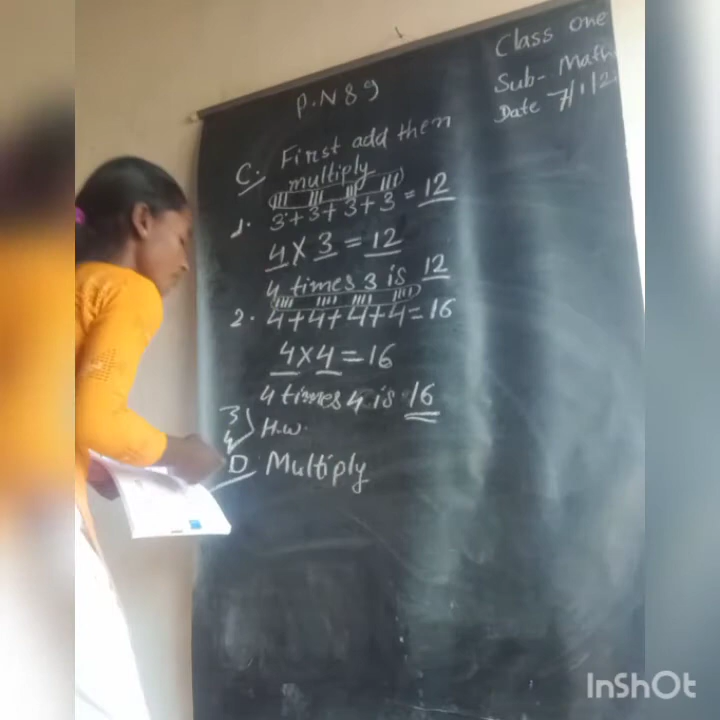 Class one
Sub- Math
Date 7/1/2
P.N 89
C. First add then
multiply
1. 3+3+3+3 = 12
4 X 3 = 12
4 times 3 is 12
2. 4+4+4+4=16
4x4=16
4 times 4 is 16
3
4 H.W.
D Multiply
InShOt